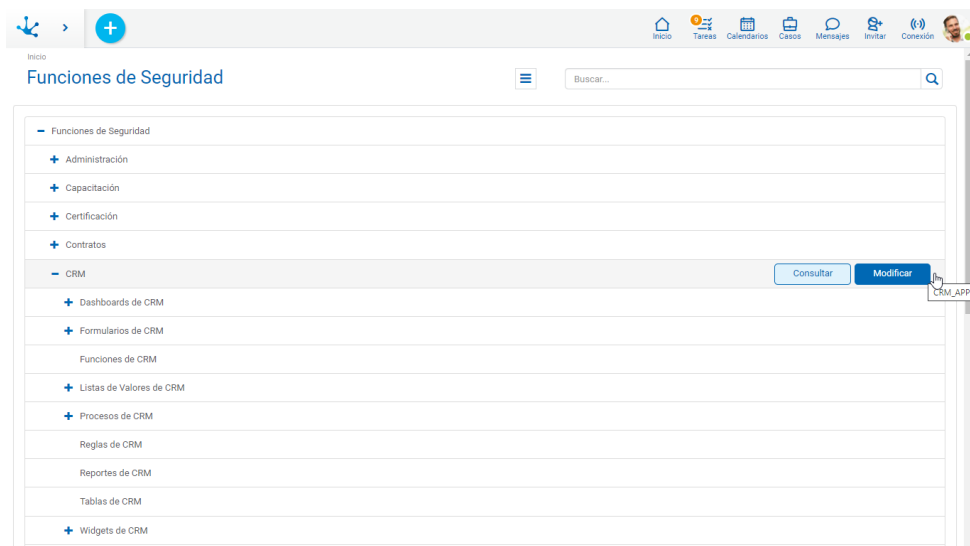 9
Inicio Tareas Calendarios Casos Mensajes Invitar Conexión
Inicio
Funciones de Seguridad
Buscar...
Funciones de Seguridad
Administración
Capacitación
Certificación
Contratos
CRM Consultar Modificar
CRM_APP
Dashboards de CRM
Formularios de CRM
Funciones de CRM
Listas de Valores de CRM
Procesos de CRM
Reglas de CRM
Reportes de CRM
Tablas de CRM
Widgets de CRM